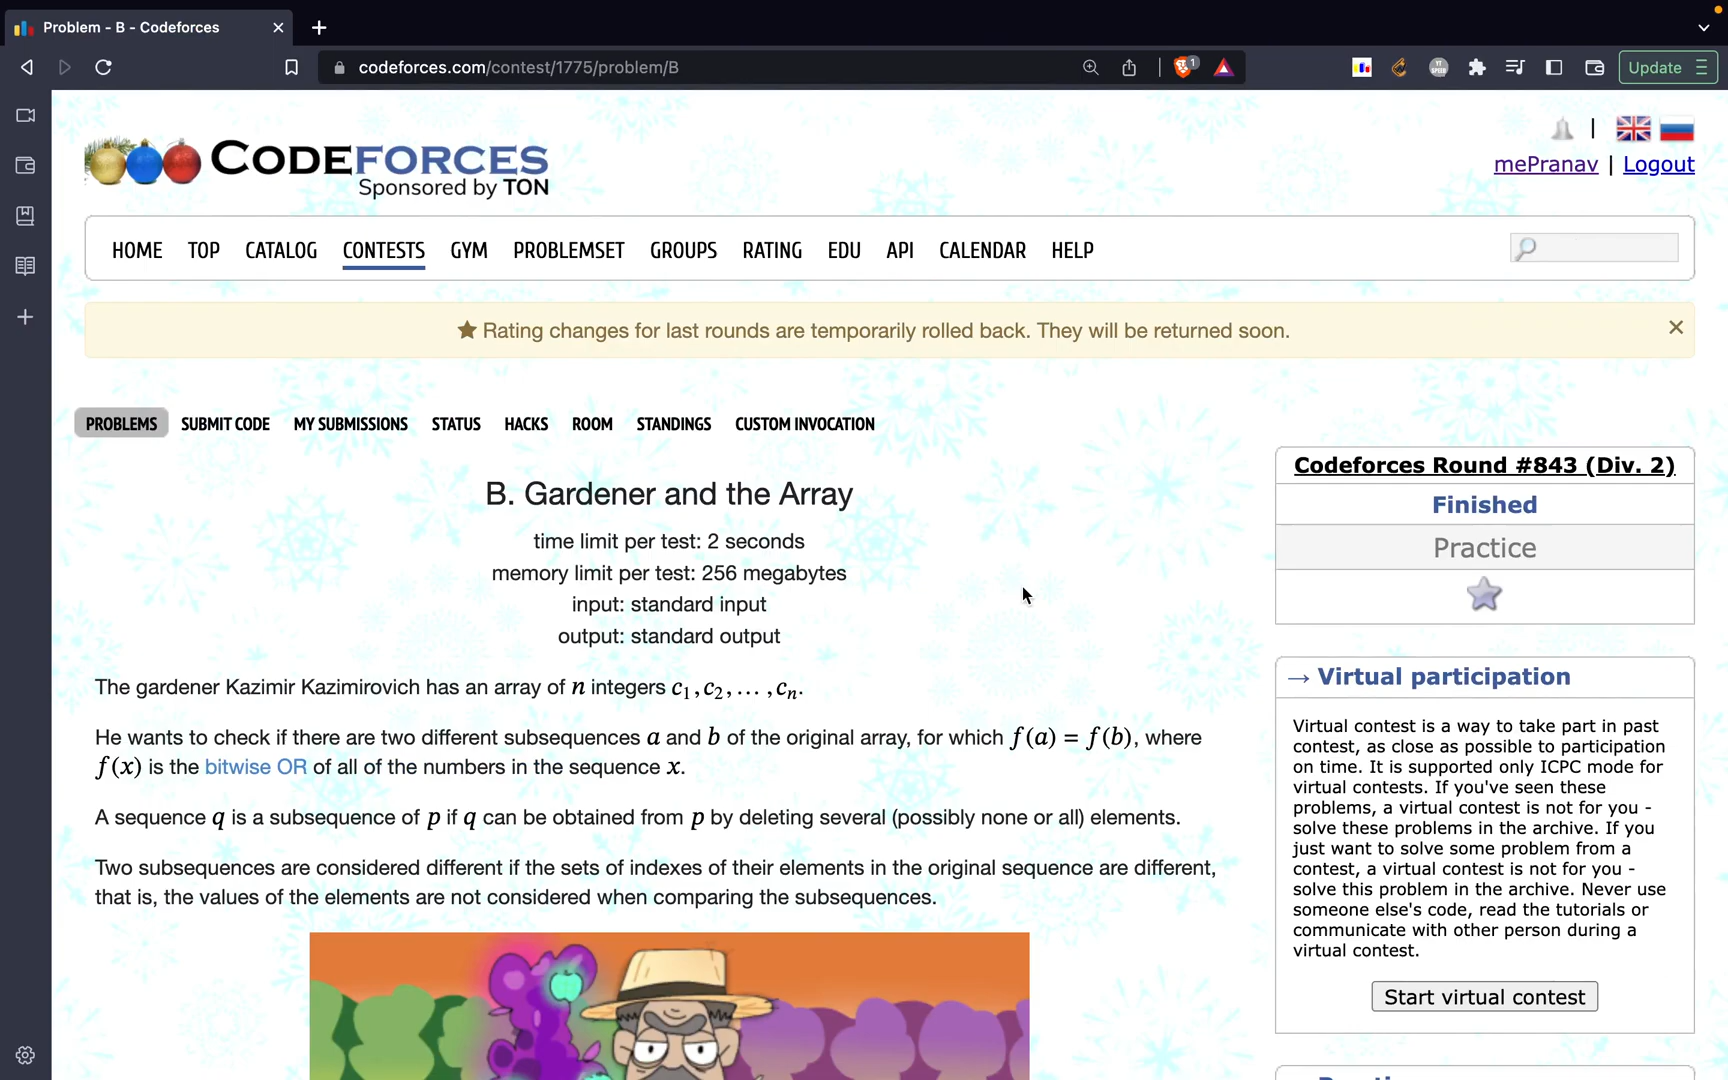 Problem - B - Codeforces
codeforces.com/contest/1775/problem/B
1
Update
CODEFORCES
Sponsored by TON
mePranav | Logout
HOME TOP CATALOG CONTESTS GYM PROBLEMSET GROUPS RATING EDU API CALENDAR HELP
Rating changes for last rounds are temporarily rolled back. They will be returned soon.
PROBLEMS SUBMIT CODE MY SUBMISSIONS STATUS HACKS ROOM STANDINGS CUSTOM INVOCATION
B. Gardener and the Array
time limit per test: 2 seconds
memory limit per test: 256 megabytes
input: standard input
output: standard output
The gardener Kazimir Kazimirovich has an array of n integers c₁, c₂, … , cₙ.
He wants to check if there are two different subsequences a and b of the original array, for which f(a) = f(b), where
f(x) is the bitwise OR of all of the numbers in the sequence x.
A sequence q is a subsequence of p if q can be obtained from p by deleting several (possibly none or all) elements.
Two subsequences are considered different if the sets of indexes of their elements in the original sequence are different,
that is, the values of the elements are not considered when comparing the subsequences.
Codeforces Round #843 (Div. 2)
Finished
Practice
→ Virtual participation
Virtual contest is a way to take part in past
contest, as close as possible to participation
on time. It is supported only ICPC mode for
virtual contests. If you've seen these
problems, a virtual contest is not for you -
solve these problems in the archive. If you
just want to solve some problem from a
contest, a virtual contest is not for you -
solve this problem in the archive. Never use
someone else's code, read the tutorials or
communicate with other person during a
virtual contest.
Start virtual contest